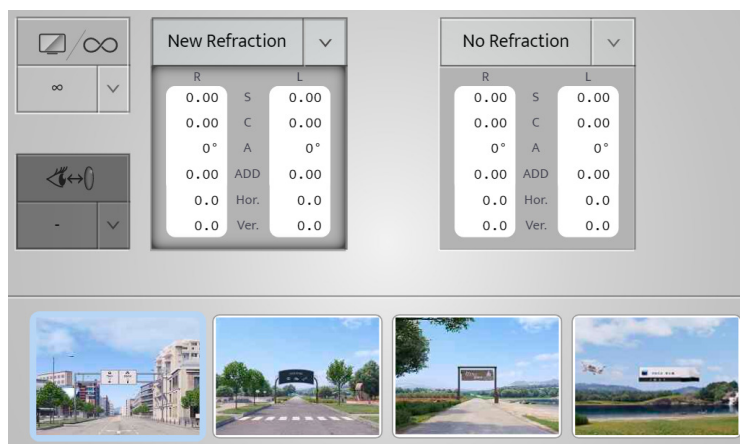 ∞
∞
-
New Refraction
R L
0.00 S 0.00
0.00 C 0.00
0° A 0°
0.00 ADD 0.00
0.0 Hor. 0.0
0.0 Ver. 0.0
No Refraction
R L
0.00 S 0.00
0.00 C 0.00
0° A 0°
0.00 ADD 0.00
0.0 Hor. 0.0
0.0 Ver. 0.0